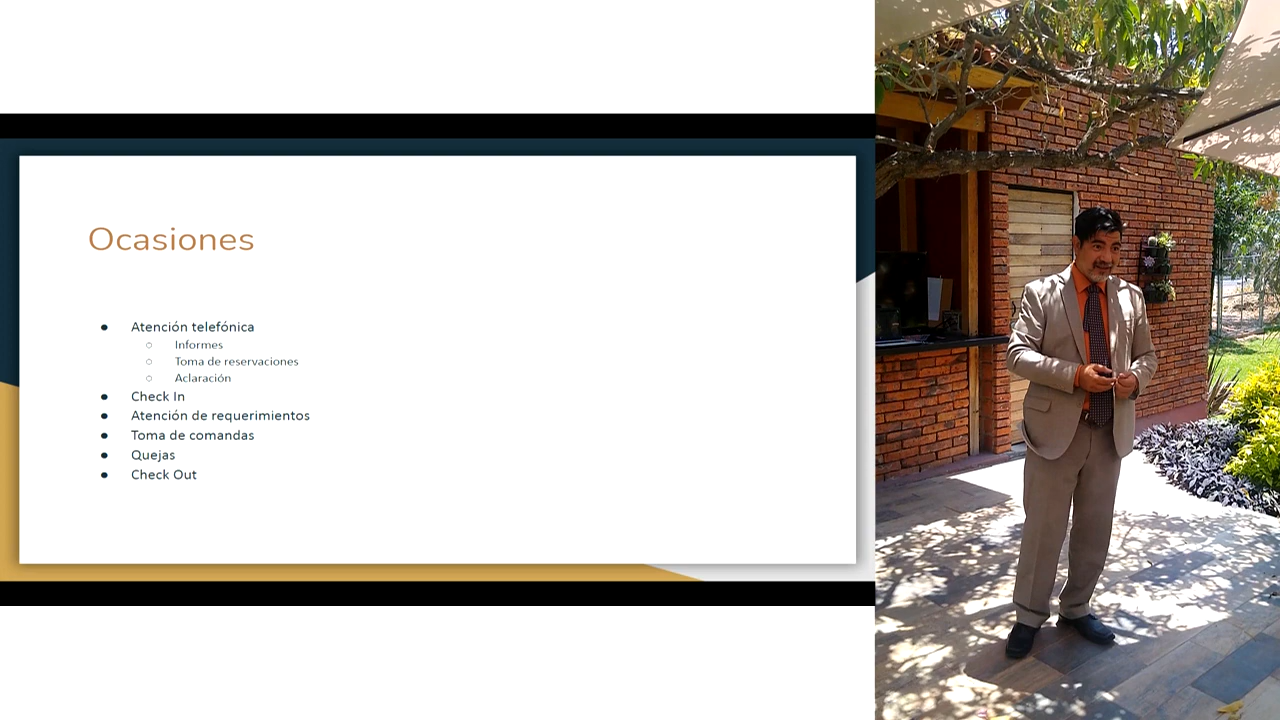 Ocasiones
Atención telefónica
Informes
Toma de reservaciones
Aclaración
Check In
Atención de requerimientos
Toma de comandas
Quejas
Check Out